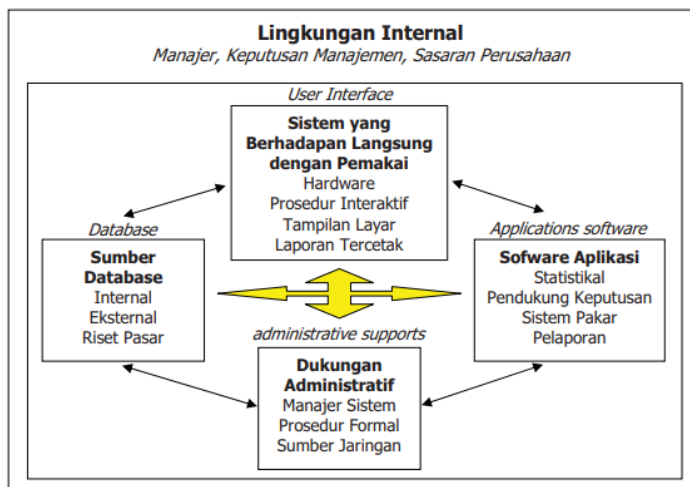 Lingkungan Internal
Manajer, Keputusan Manajemen, Sasaran Perusahaan
User Interface
Sistem yang
Berhadapan Langsung
dengan Pemakai
Hardware
Prosedur Interaktif
Tampilan Layar
Laporan Tercetak
Database
Sumber
Database
Internal
Eksternal
Riset Pasar
Applications software
Sofware Aplikasi
Statistikal
Pendukung Keputusan
Sistem Pakar
Pelaporan
administrative supports
Dukungan
Administratif
Manajer Sistem
Prosedur Formal
Sumber Jaringan